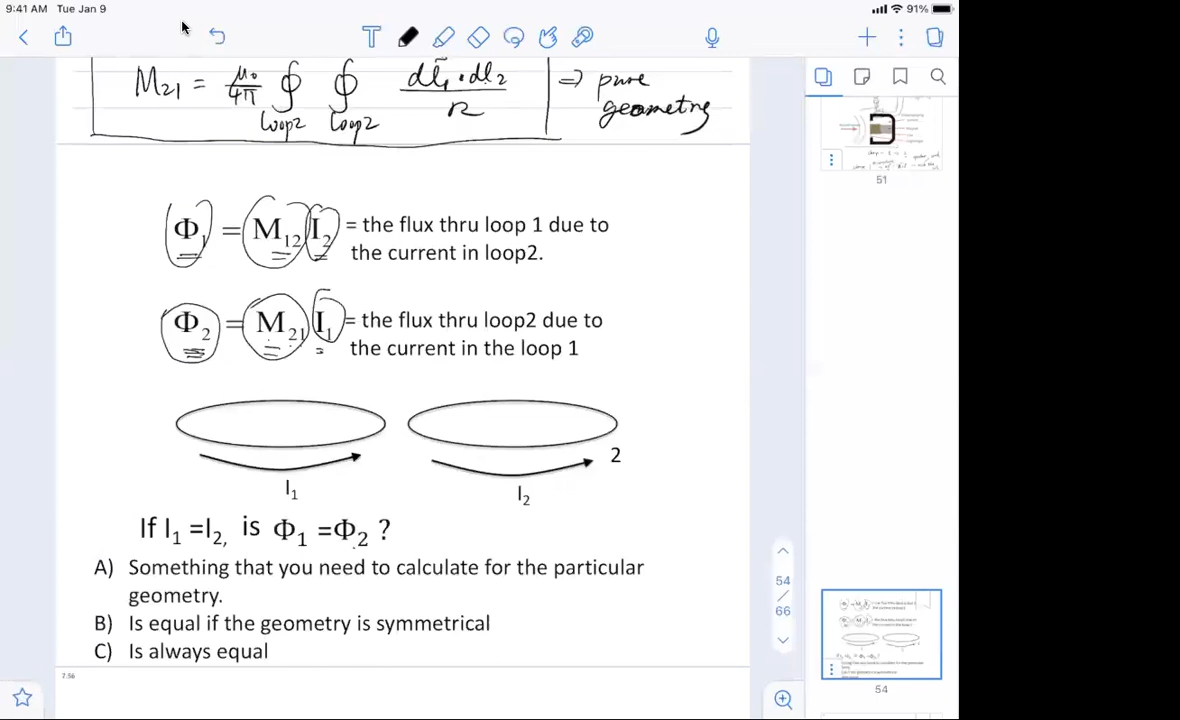 9:41 AM Tue Jan 9
91%
M21 = μ0/4π ∮ ∮ dl1 · dl2 / r ⇒ pure
loop2 loop2 geometry
Φ1 = M12 I2 = the flux thru loop 1 due to
the current in loop2.
Φ2 = M21 I1 = the flux thru loop2 due to
the current in the loop 1
2
I1
I2
If I1 =I2, is Φ1 =Φ2 ?
A) Something that you need to calculate for the particular
geometry.
B) Is equal if the geometry is symmetrical
C) Is always equal
7.56
54
/
66
51
54